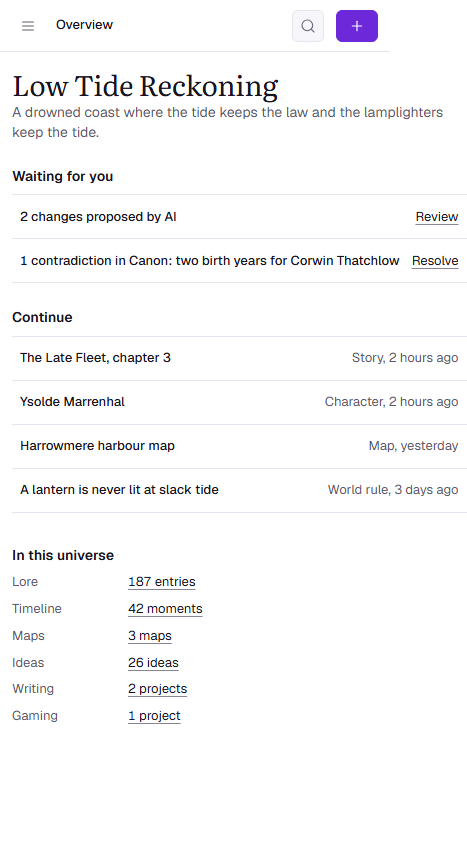 Overview
Low Tide Reckoning
A drowned coast where the tide keeps the law and the lamplighters
keep the tide.
Waiting for you
2 changes proposed by AI Review
1 contradiction in Canon: two birth years for Corwin Thatchlow Resolve
Continue
The Late Fleet, chapter 3 Story, 2 hours ago
Ysolde Marrenhal Character, 2 hours ago
Harrowmere harbour map Map, yesterday
A lantern is never lit at slack tide World rule, 3 days ago
In this universe
Lore 187 entries
Timeline 42 moments
Maps 3 maps
Ideas 26 ideas
Writing 2 projects
Gaming 1 project